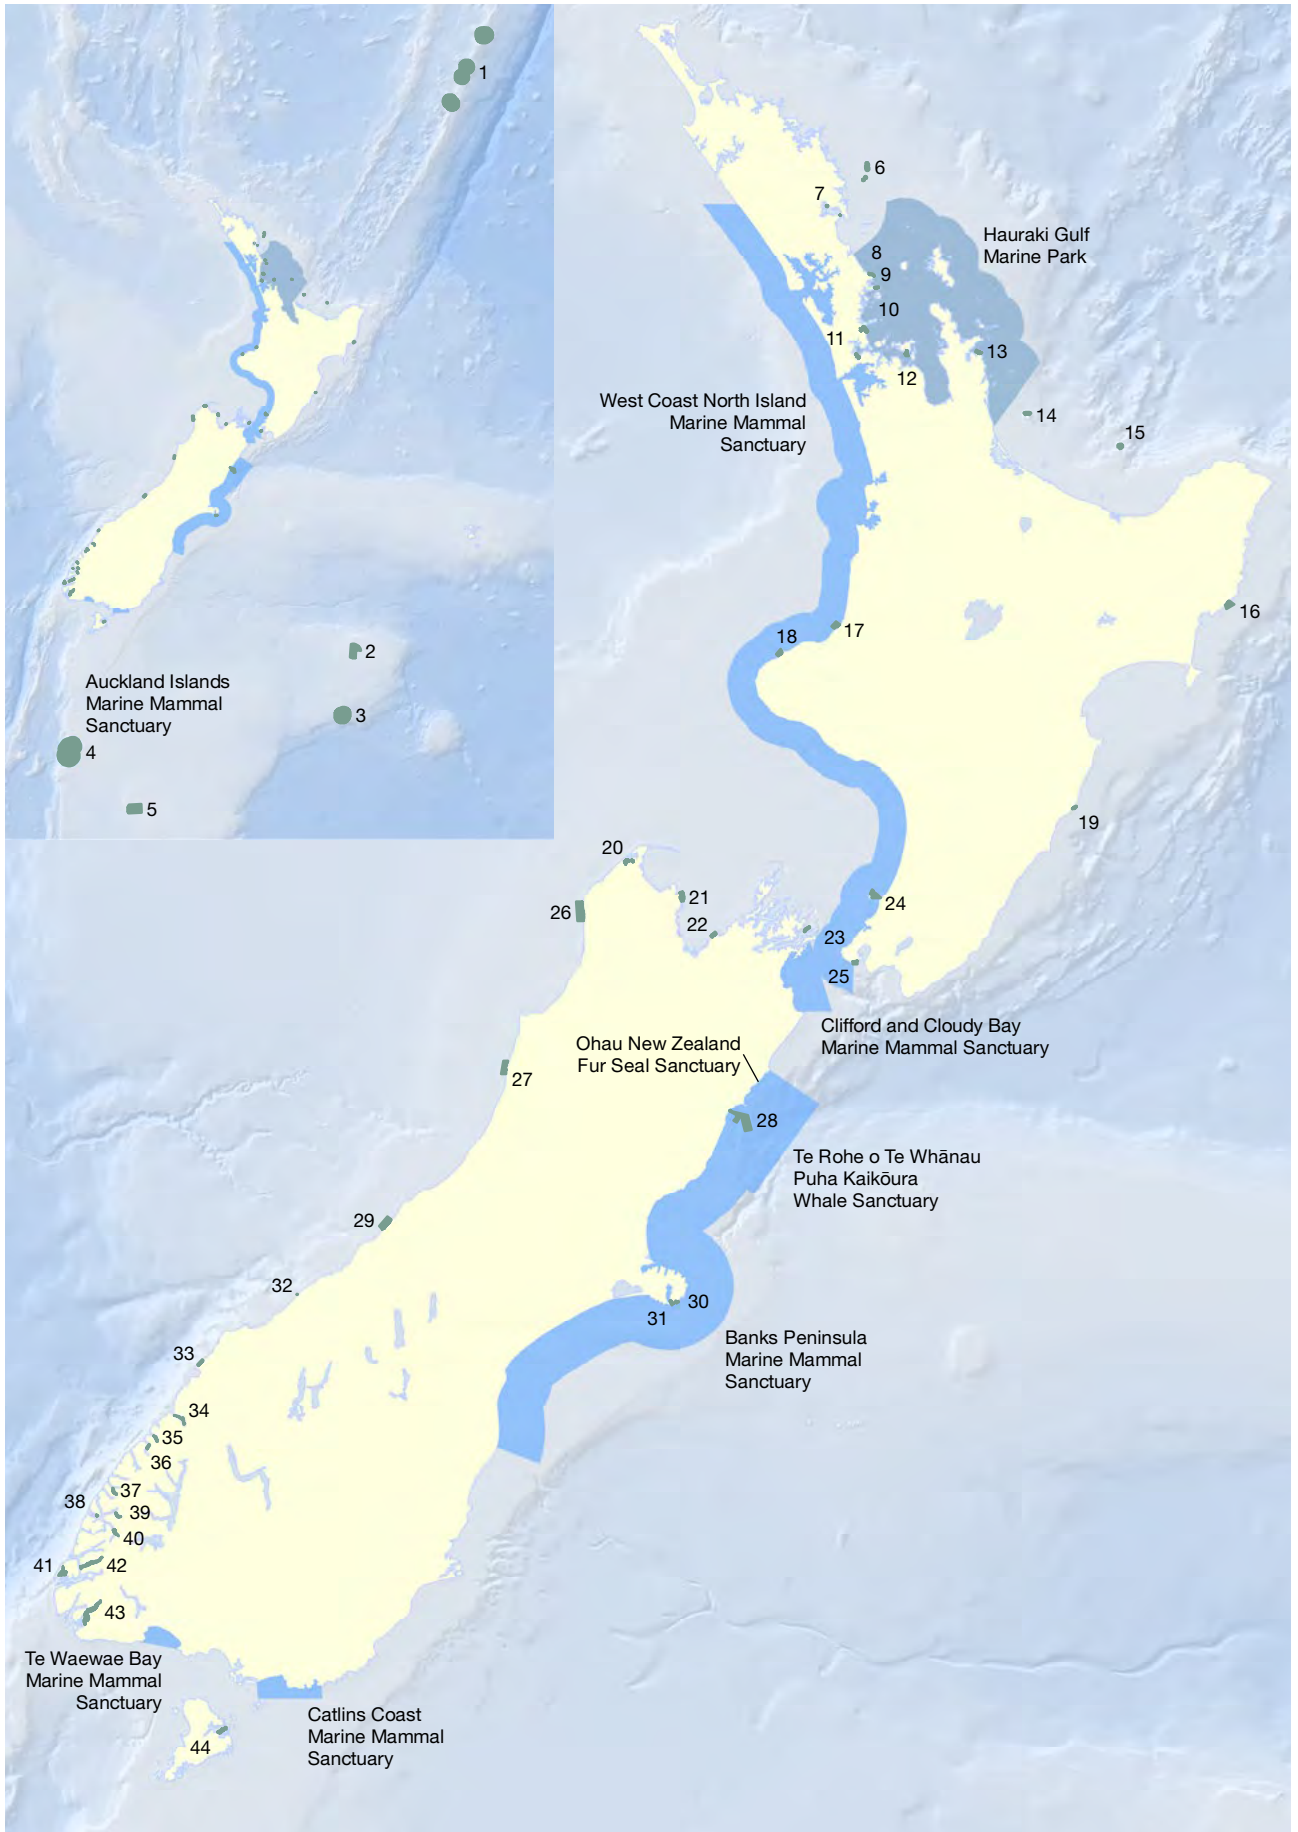 1
2
3
Auckland Islands
Marine Mammal
Sanctuary
4
5
6
7
Hauraki Gulf
Marine Park
8
9
10
11
12
13
14
15
West Coast North Island
Marine Mammal
Sanctuary
16
17
18
19
20
21
22
23
24
25
26
Clifford and Cloudy Bay
Marine Mammal Sanctuary
Ohau New Zealand
Fur Seal Sanctuary
27
28
Te Rohe o Te Whānau
Puha Kaikōura
Whale Sanctuary
29
30
31
Banks Peninsula
Marine Mammal
Sanctuary
32
33
34
35
36
37
38
39
40
41
42
43
Te Waewae Bay
Marine Mammal
Sanctuary
Catlins Coast
Marine Mammal
Sanctuary
44